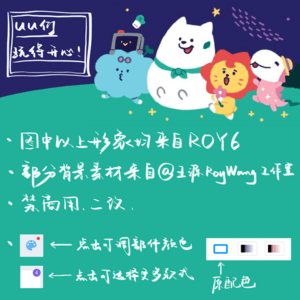 uu们
玩得开心!
· 图中以上形象均来自ROY6
· 部分背景素材来自@王源RoyWang工作室
· 禁商用、二改.
· ← 点击可调部件颜色
← 点击可选择更多款式
原配色